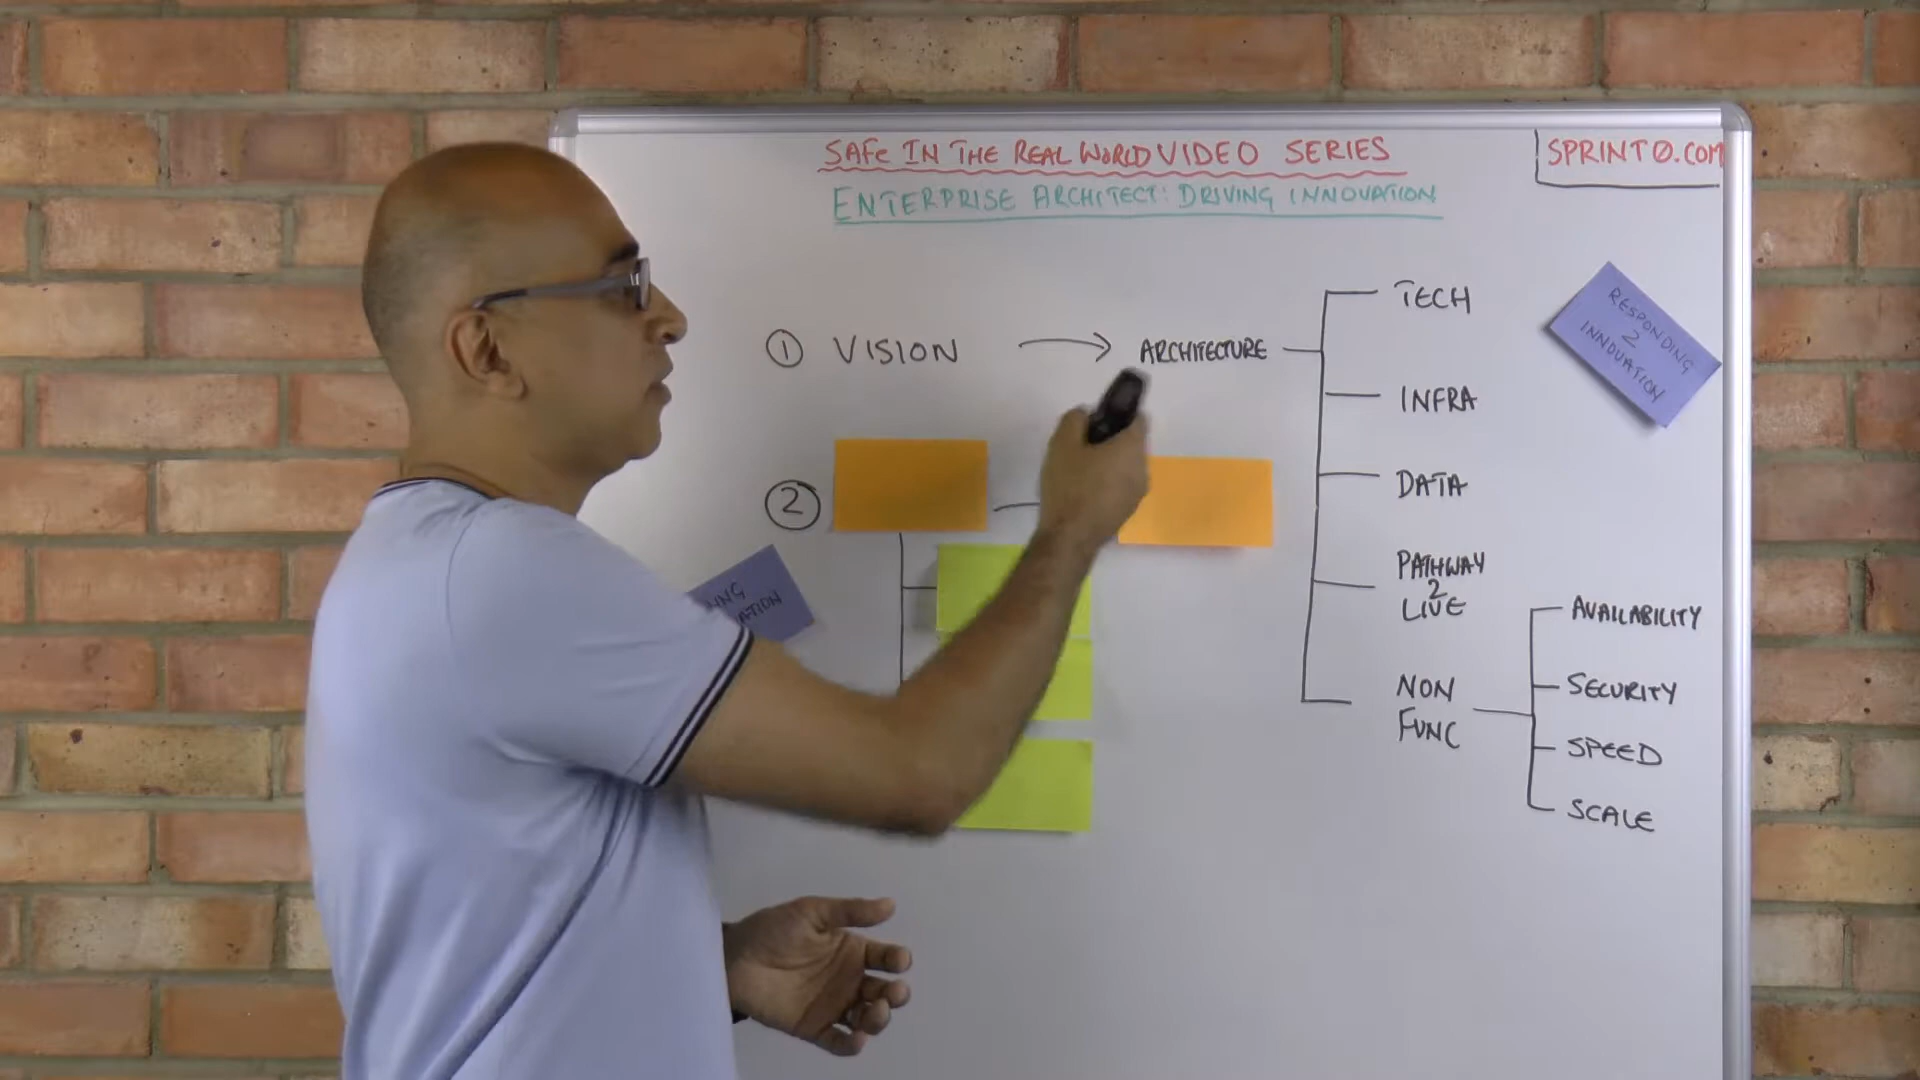 SAFe IN THE REAL WORLD VIDEO SERIES
SPRINT0.COM
ENTERPRISE ARCHITECT: DRIVING INNOVATION
① VISION → ARCHITECTURE
TECH
INFRA
DATA
PATHWAY
2
LIVE
NON
FUNC
AVAILABILITY
SECURITY
SPEED
SCALE
RESPONDING
2
INNOVATION
②